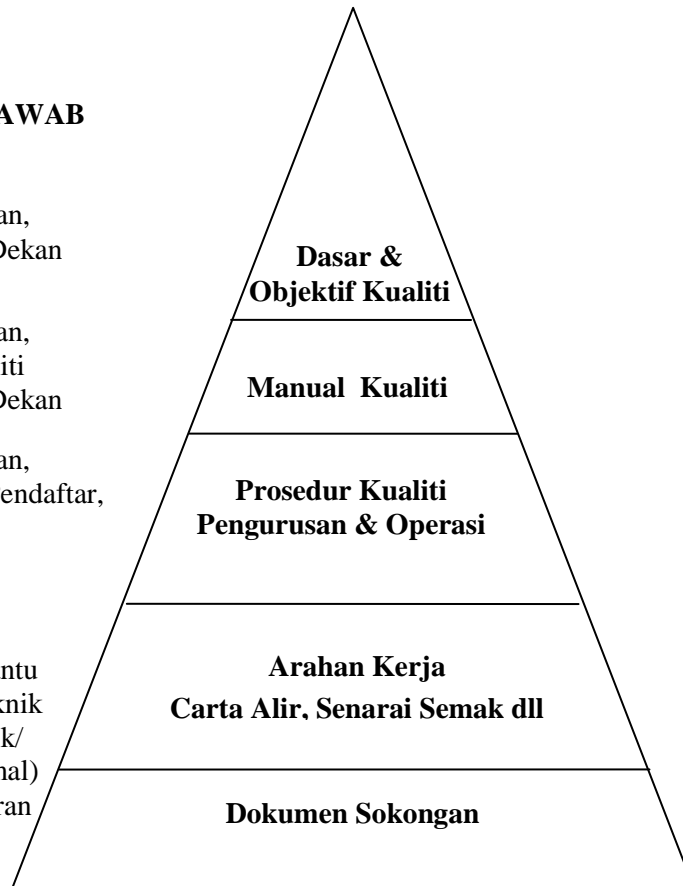 AWAB
an,
Dekan
an,
iti
Dekan
an,
endaftar,
ntu
knik
k/
nal)
ran
Dasar &
Objektif Kualiti
Manual Kualiti
Prosedur Kualiti
Pengurusan & Operasi
Arahan Kerja
Carta Alir, Senarai Semak dll
Dokumen Sokongan